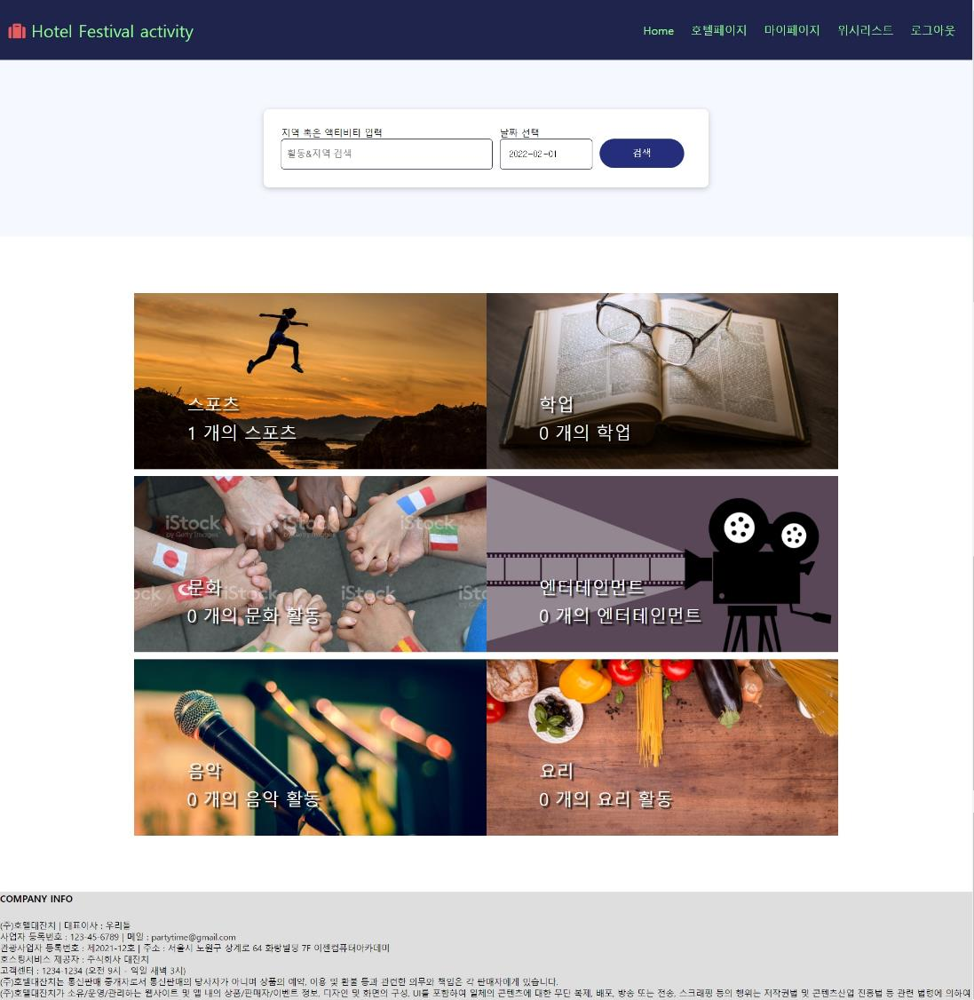 Hotel Festival activity
Home 호텔페이지 마이페이지 위시리스트 로그아웃
지역 혹은 액티비티 입력 날짜 선택
활동&지역 검색 2022-02-01 검색
스포츠
1 개의 스포츠
학업
0 개의 학업
iStock iStock iStock
by Getty Images
문화
0 개의 문화 활동
엔터테인먼트
0 개의 엔터테인먼트
음악
0 개의 음악 활동
요리
0 개의 요리 활동
COMPANY INFO
(주)호텔대잔치 | 대표이사 : 우리들
사업자 등록번호 : 123-45-6789 | 메일 : partytime@gmail.com
관광사업자 등록번호 : 제2021-12호 | 주소 : 서울시 노원구 상계로 64 화랑빌딩 7F 이젠컴퓨터아카데미
호스팅서비스 제공자 : 주식회사 대잔치
고객센터 : 1234-1234 (오전 9시 - 익일 새벽 3시)
(주)호텔대잔치는 통신판매 중개자로서 통신판매의 당사자가 아니며 상품의 예약, 이용 및 환불 등과 관련한 의무와 책임은 각 판매자에게 있습니다.
(주)호텔대잔치가 소유/운영/관리하는 웹사이트 및 앱 내의 상품/판매자/이벤트 정보, 디자인 및 화면의 구성, UI를 포함하여 일체의 콘텐츠에 대한 무단 복제, 배포, 방송 또는 전송, 스크래핑 등의 행위는 저작권법 및 콘텐츠산업 진흥법 등 관련 법령에 의하여